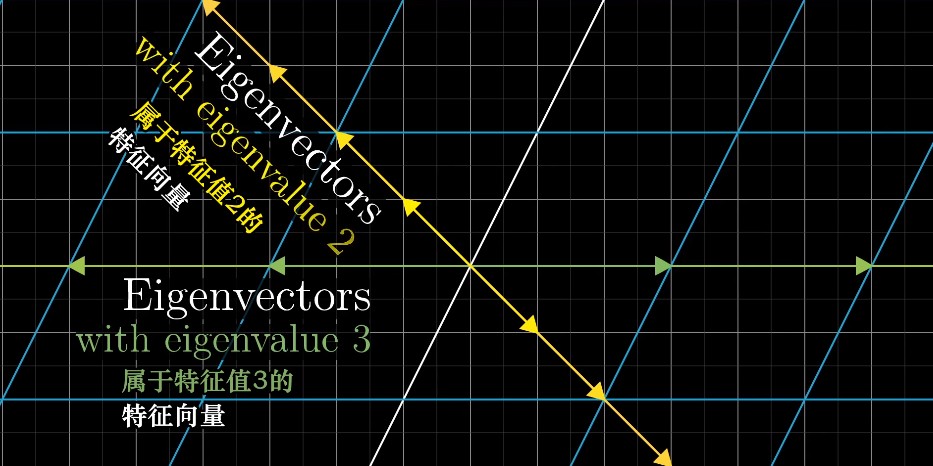 Eigenvectors
with eigenvalue 2
属于特征值2的
特征向量
Eigenvectors
with eigenvalue 3
属于特征值3的
特征向量